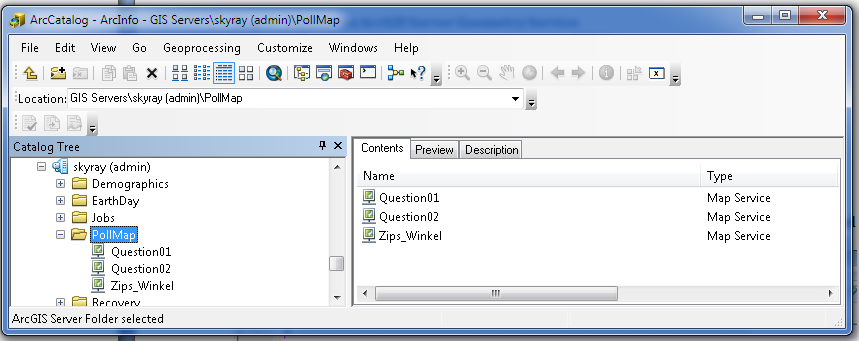 ArcCatalog - ArcInfo - GIS Servers\skyray (admin)\PollMap
File Edit View Go Geoprocessing Customize Windows Help
Location: GIS Servers\skyray (admin)\PollMap
Catalog Tree
skyray (admin)
Demographics
EarthDay
Jobs
PollMap
Question01
Question02
Zips_Winkel
Recovery
Contents Preview Description
Name Type
Question01 Map Service
Question02 Map Service
Zips_Winkel Map Service
ArcGIS Server Folder selected